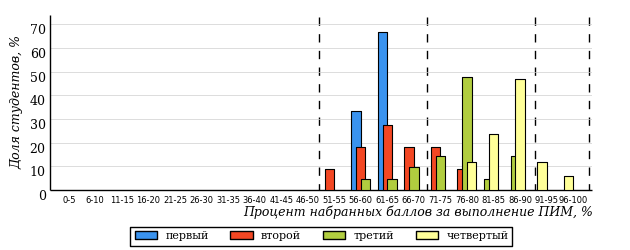 70
60
50
40
30
20
10
0
Доля студентов, %
0-5 6-10 11-15 16-20 21-25 26-30 31-35 36-40 41-45 46-50 51-55 56-60 61-65 66-70 71-75 76-80 81-85 86-90 91-95 96-100
Процент набранных баллов за выполнение ПИМ, %
первый второй третий четвертый